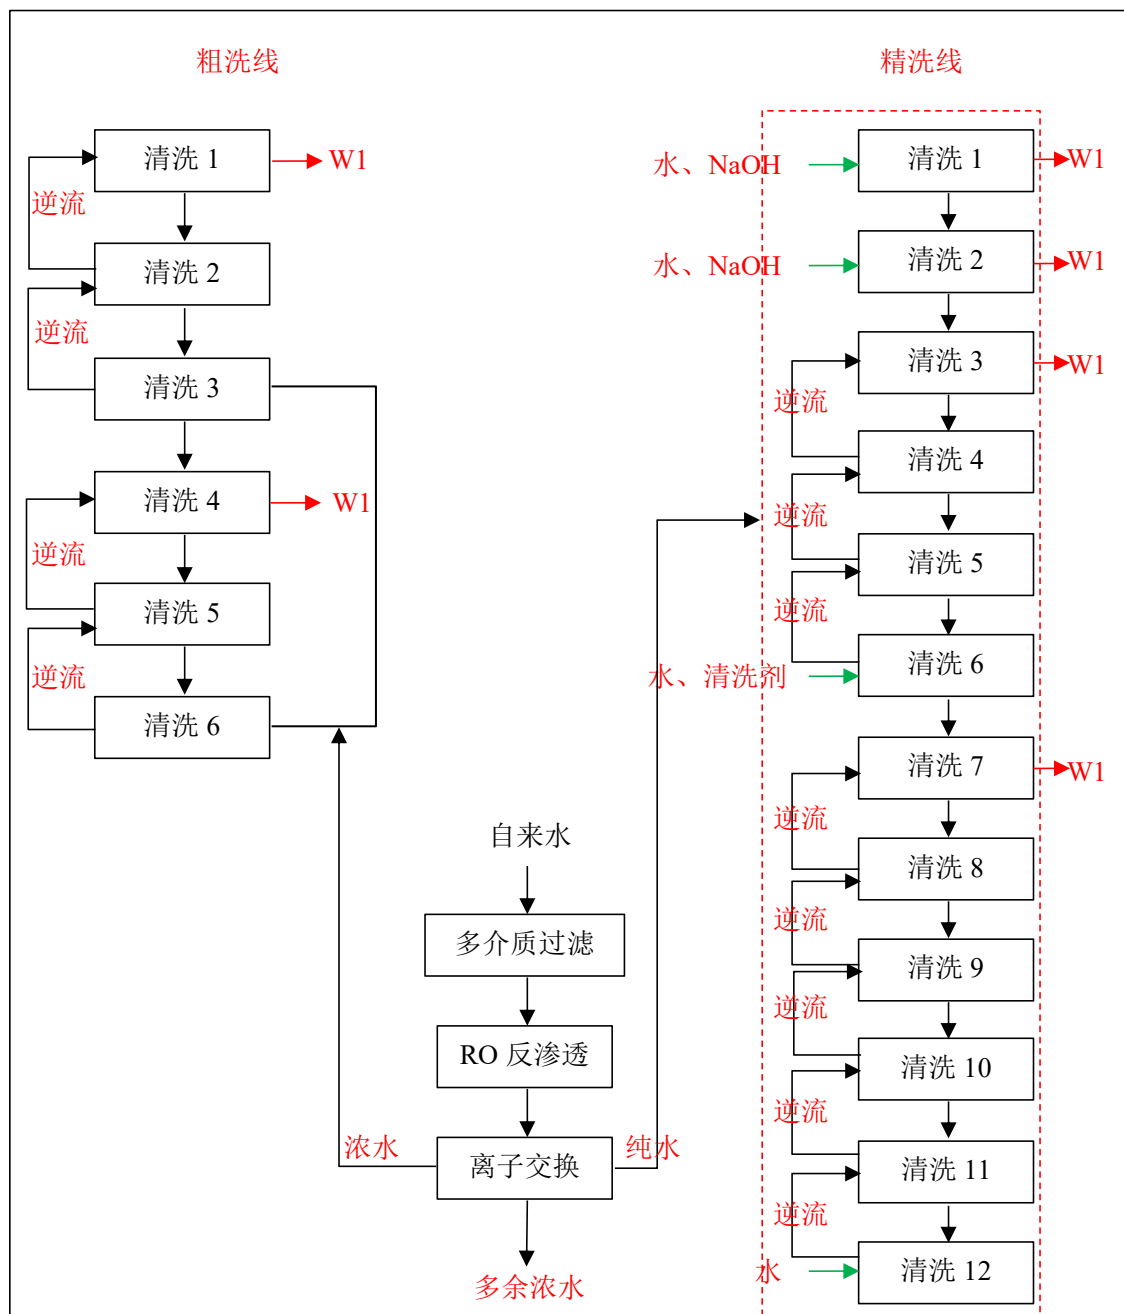 粗洗线
清洗 1
W1
逆流
清洗 2
逆流
清洗 3
清洗 4
W1
逆流
清洗 5
逆流
清洗 6
自来水
多介质过滤
RO 反渗透
浓水
离子交换
纯水
多余浓水
精洗线
水、NaOH
清洗 1
W1
水、NaOH
清洗 2
W1
清洗 3
W1
逆流
清洗 4
逆流
清洗 5
逆流
水、清洗剂
清洗 6
清洗 7
W1
逆流
清洗 8
逆流
清洗 9
逆流
清洗 10
逆流
清洗 11
逆流
水
清洗 12